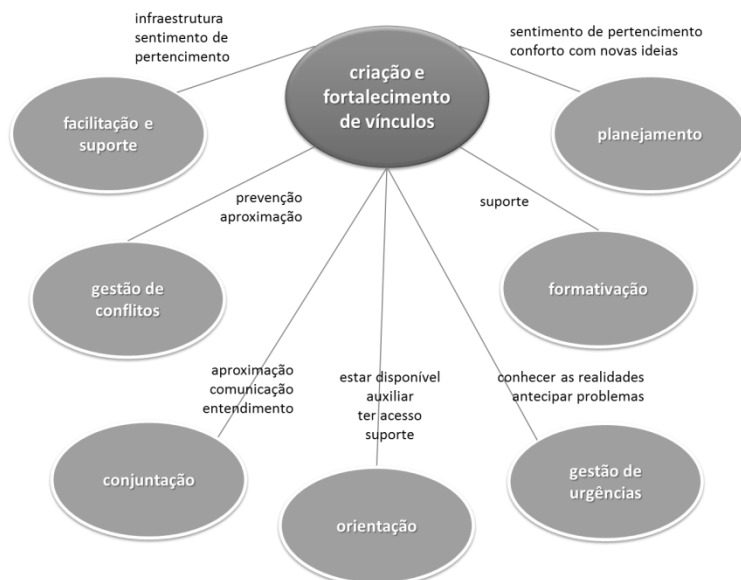 infraestrutura
sentimento de
pertencimento
sentimento de pertencimento
conforto com novas ideias
criação e
fortalecimento
de vínculos
facilitação e
suporte
planejamento
prevenção
aproximação
suporte
gestão de
conflitos
formativação
aproximação
comunicação
entendimento
estar disponível
auxiliar
ter acesso
suporte
conhecer as realidades
antecipar problemas
conjuntação
orientação
gestão de
urgências